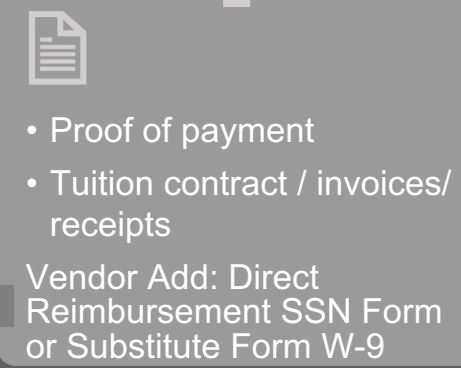 • Proof of payment
• Tuition contract / invoices/
receipts
Vendor Add: Direct
Reimbursement SSN Form
or Substitute Form W-9